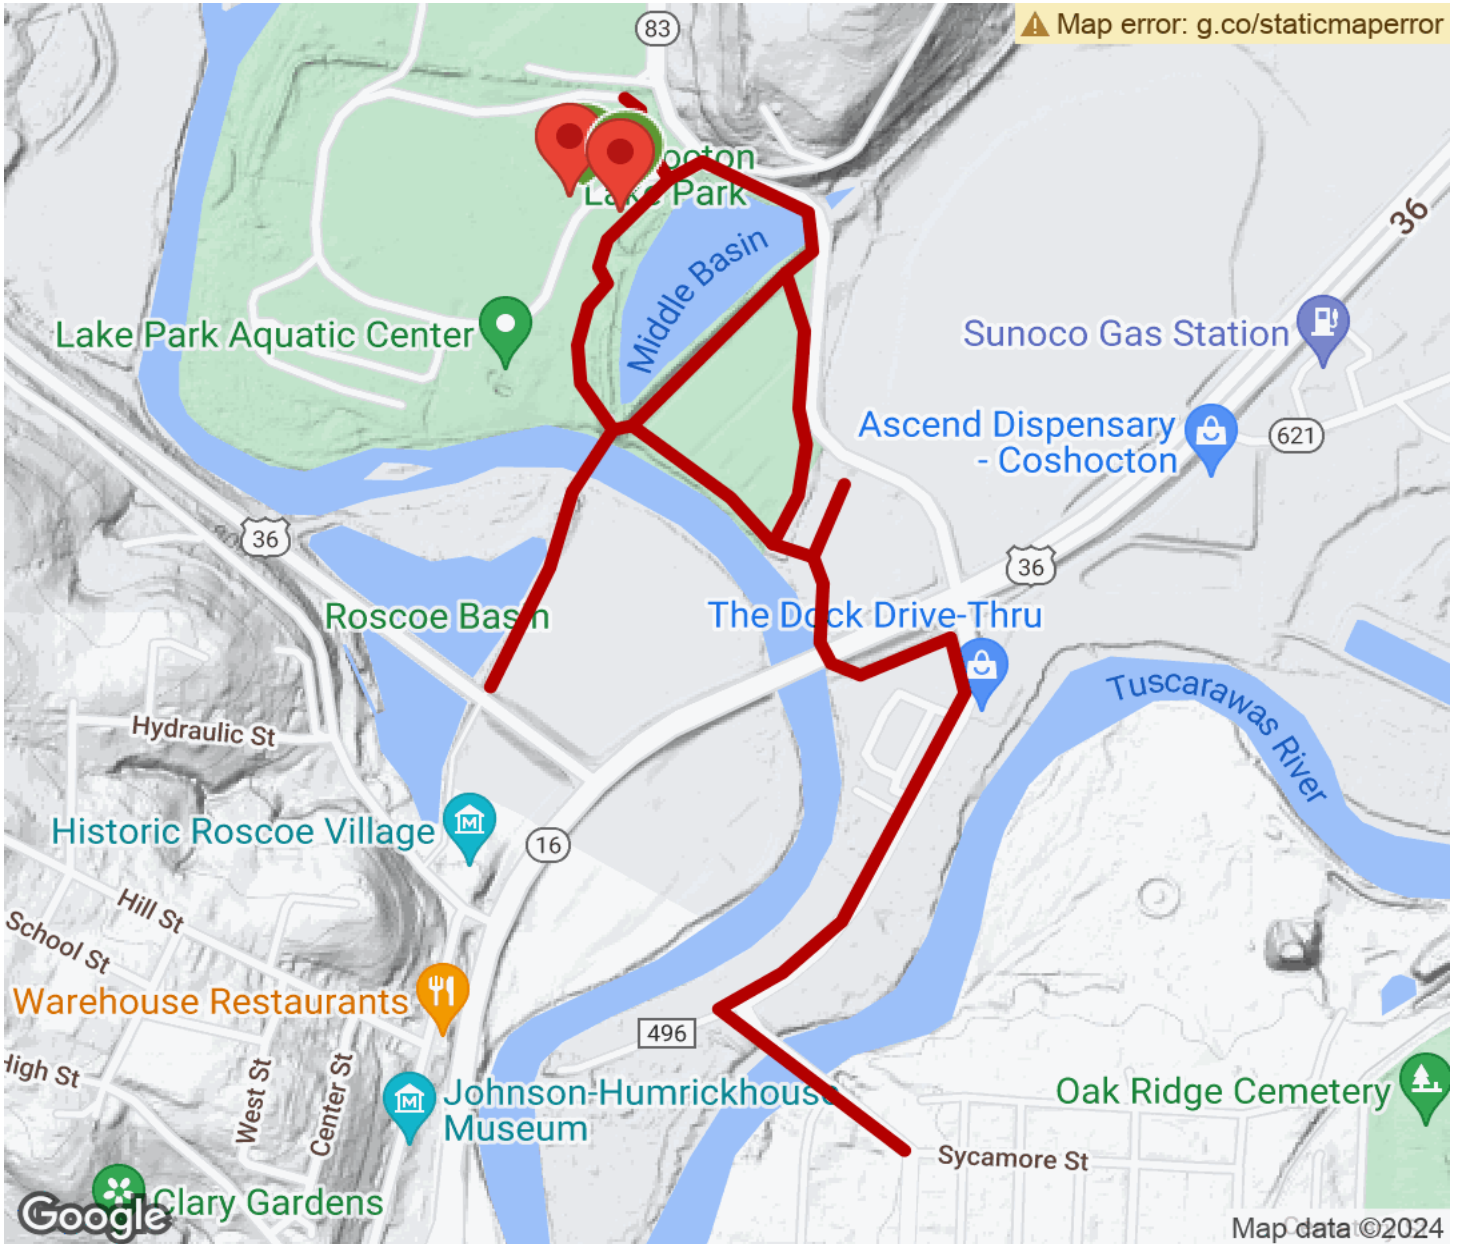 Map error: g.co/staticmaperror
83
Lake Park
36
Middle Basin
Lake Park Aquatic Center
Sunoco Gas Station
Ascend Dispensary
- Coshocton
621
36
36
Roscoe Basin
The Dock Drive-Thru
Tuscarawas River
Hydraulic St
Historic Roscoe Village
16
Hill St
School St
Warehouse Restaurants
496
High St
West St
Center St
Johnson-Humrickhouse
Museum
Oak Ridge Cemetery
Sycamore St
Clary Gardens
Google
Map data ©2024